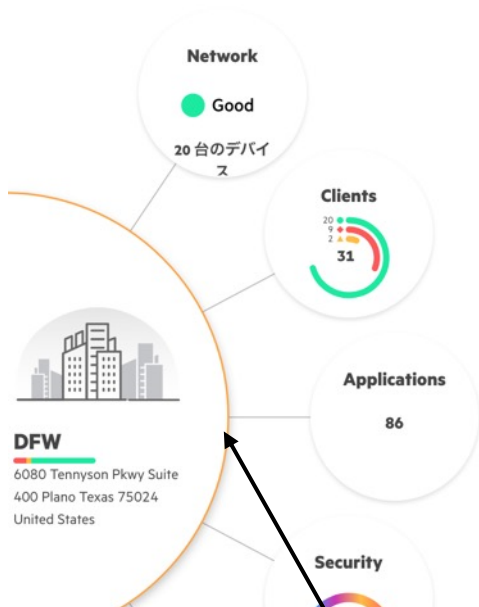 Network
Good
20 台のデバイ
ス
Clients
20
9
2
31
Applications
86
DFW
6080 Tennyson Pkwy Suite
400 Plano Texas 75024
United States
Security